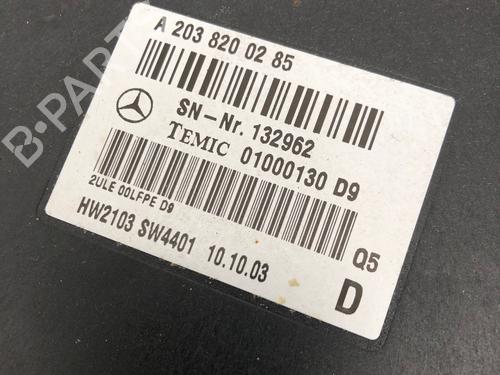 A 203 820 02 85
SN-Nr. 132962
TEMIC 01000130 D9
2ULE 00LFPE D9
Q5
HW2103 SW4401 10.10.03
D
B-PARTS